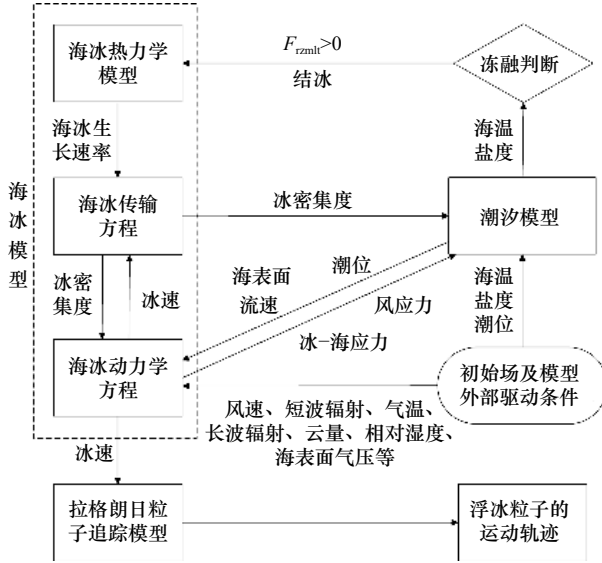 海冰热力学
模型
F_rzmlt>0
结冰
冻融判断
海冰生
长速率
海温
盐度
海冰模型
海冰传输
方程
冰密集度
潮汐模型
冰密
集度
冰速
海表面
流速
潮位
风应力
冰-海应力
海温
盐度
潮位
海冰动力学
方程
初始场及模型
外部驱动条件
风速、短波辐射、气温、
长波辐射、云量、相对湿度、
海表面气压等
冰速
拉格朗日粒
子追踪模型
浮冰粒子的
运动轨迹